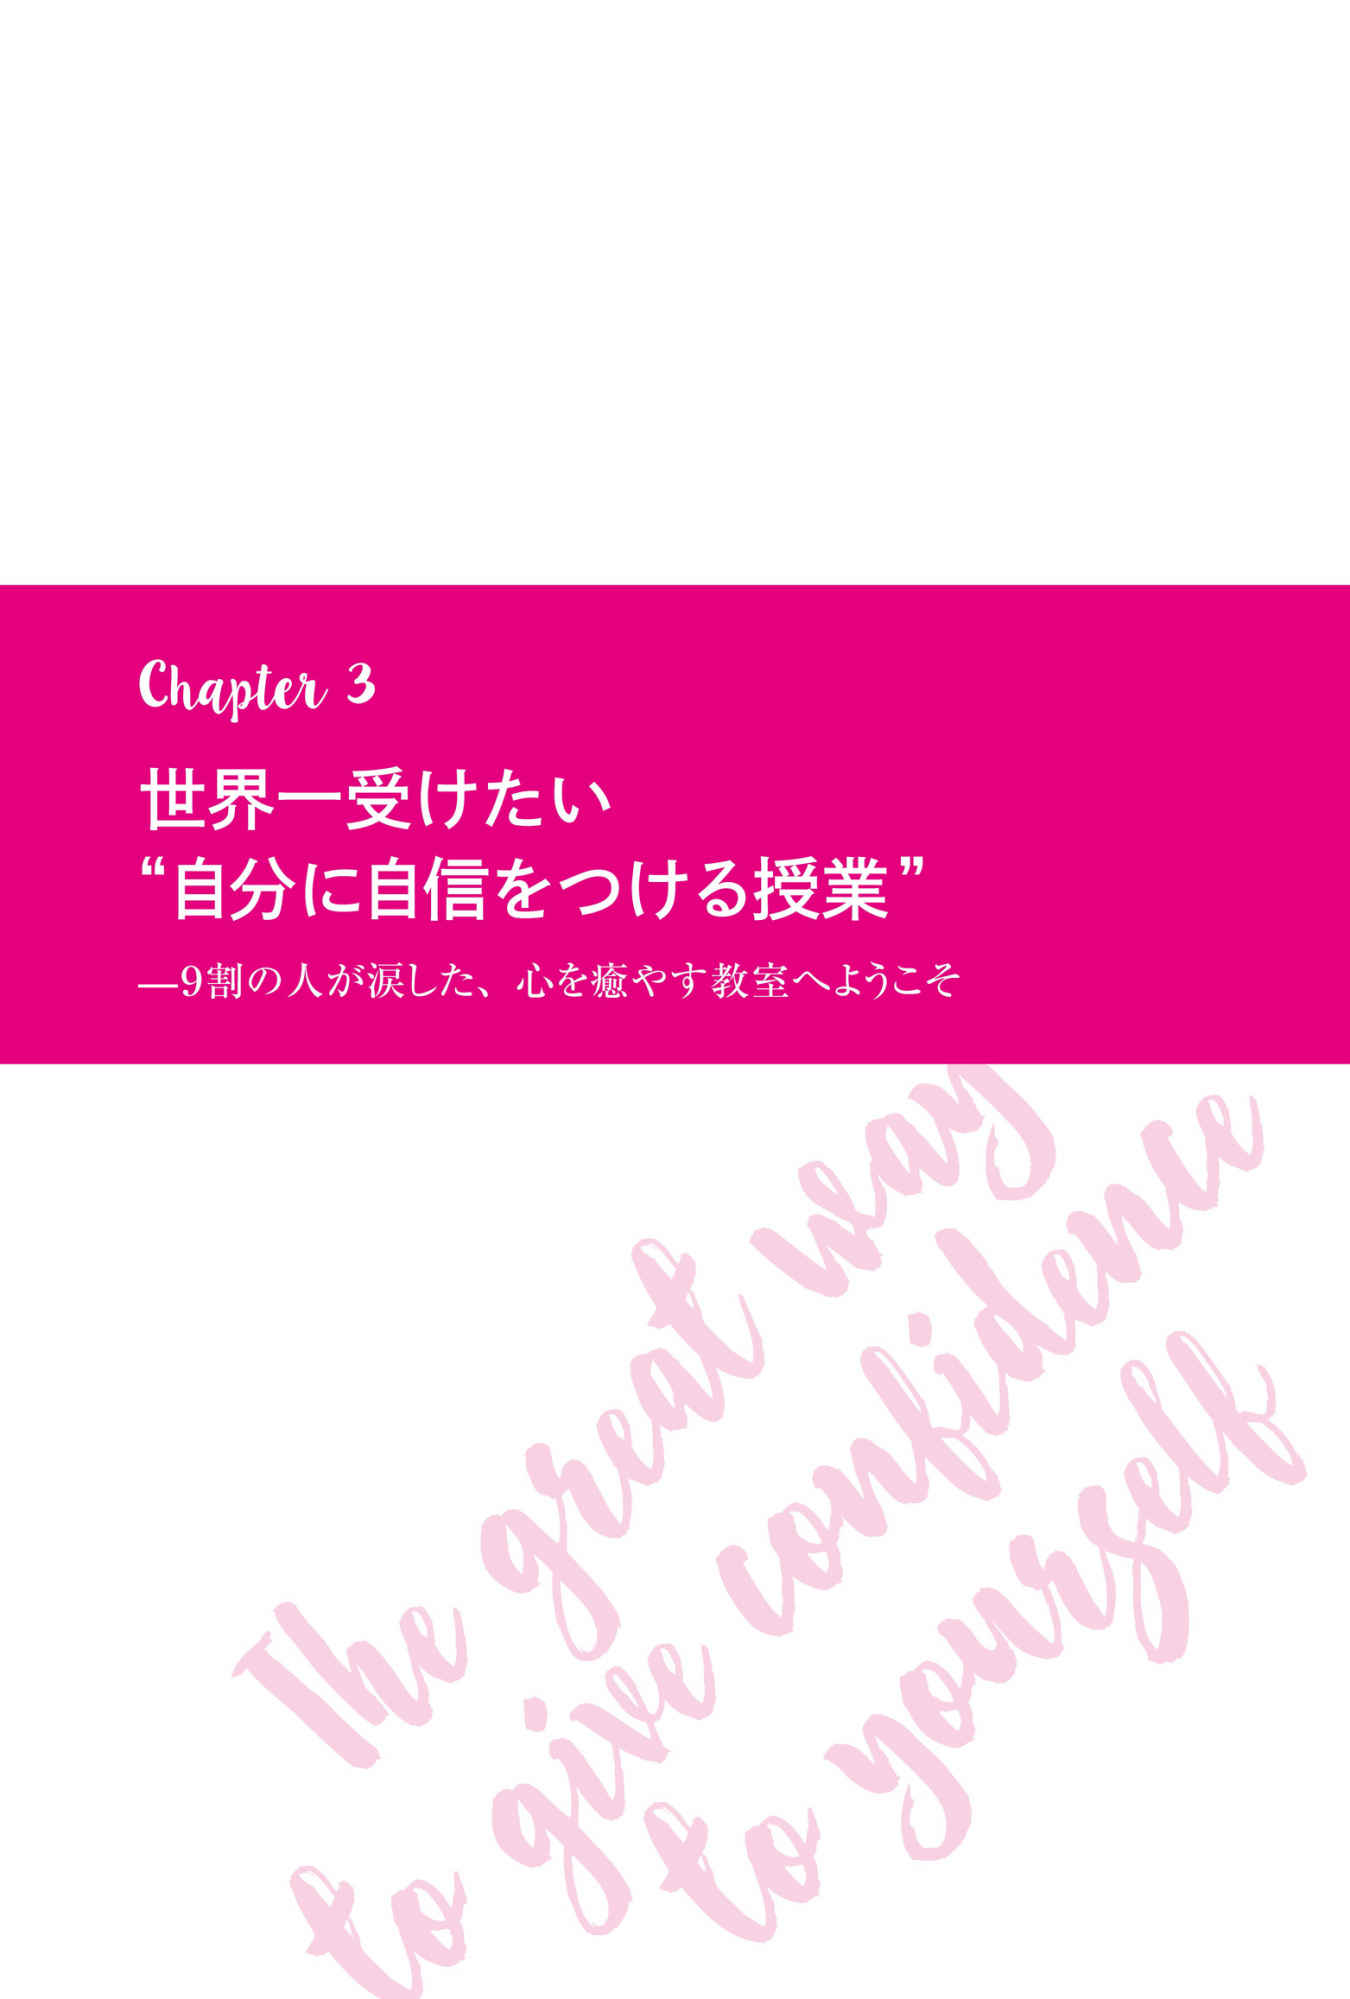 Chapter 3
世界一受けたい
“自分に自信をつける授業”
—9割の人が涙した、心を癒やす教室へようこそ
The great way
to give confidence
to yourself